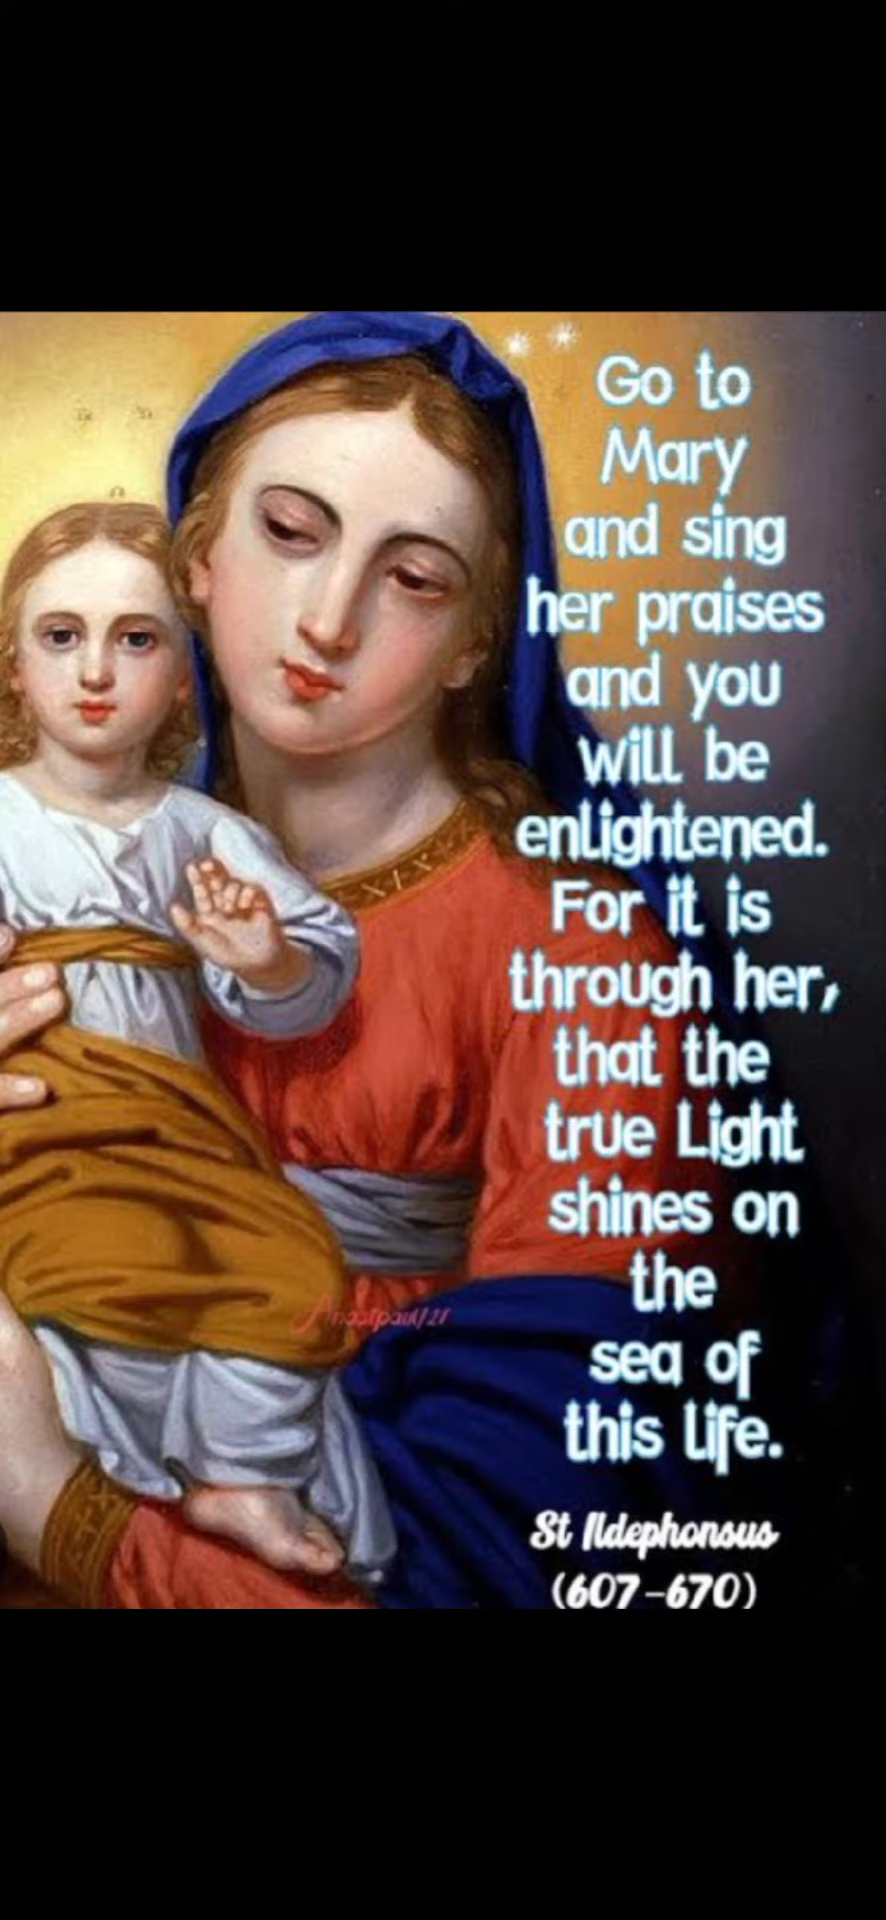 Go to
Mary
and sing
her praises
and you
will be
enlightened.
For it is
through her,
that the
true Light
shines on
the
sea of
this life.
St Ildephonsus
(607-670)